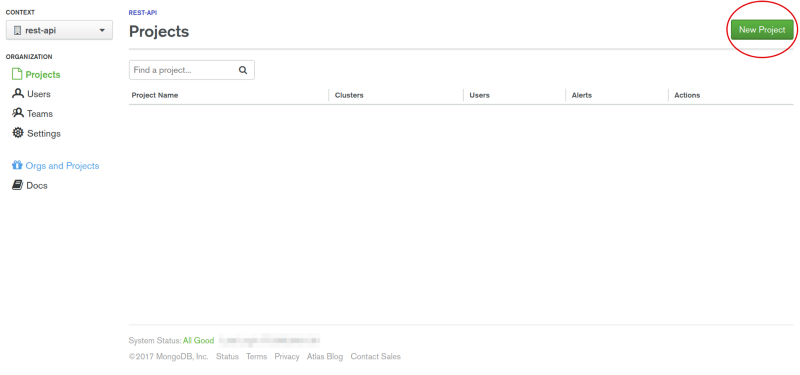 CONTEXT
rest-api
ORGANIZATION
Projects
Users
Teams
Settings
Orgs and Projects
Docs
REST-API
Projects
New Project
Find a project...
Project Name Clusters Users Alerts Actions
System Status: All Good
©2017 MongoDB, Inc. Status Terms Privacy Atlas Blog Contact Sales